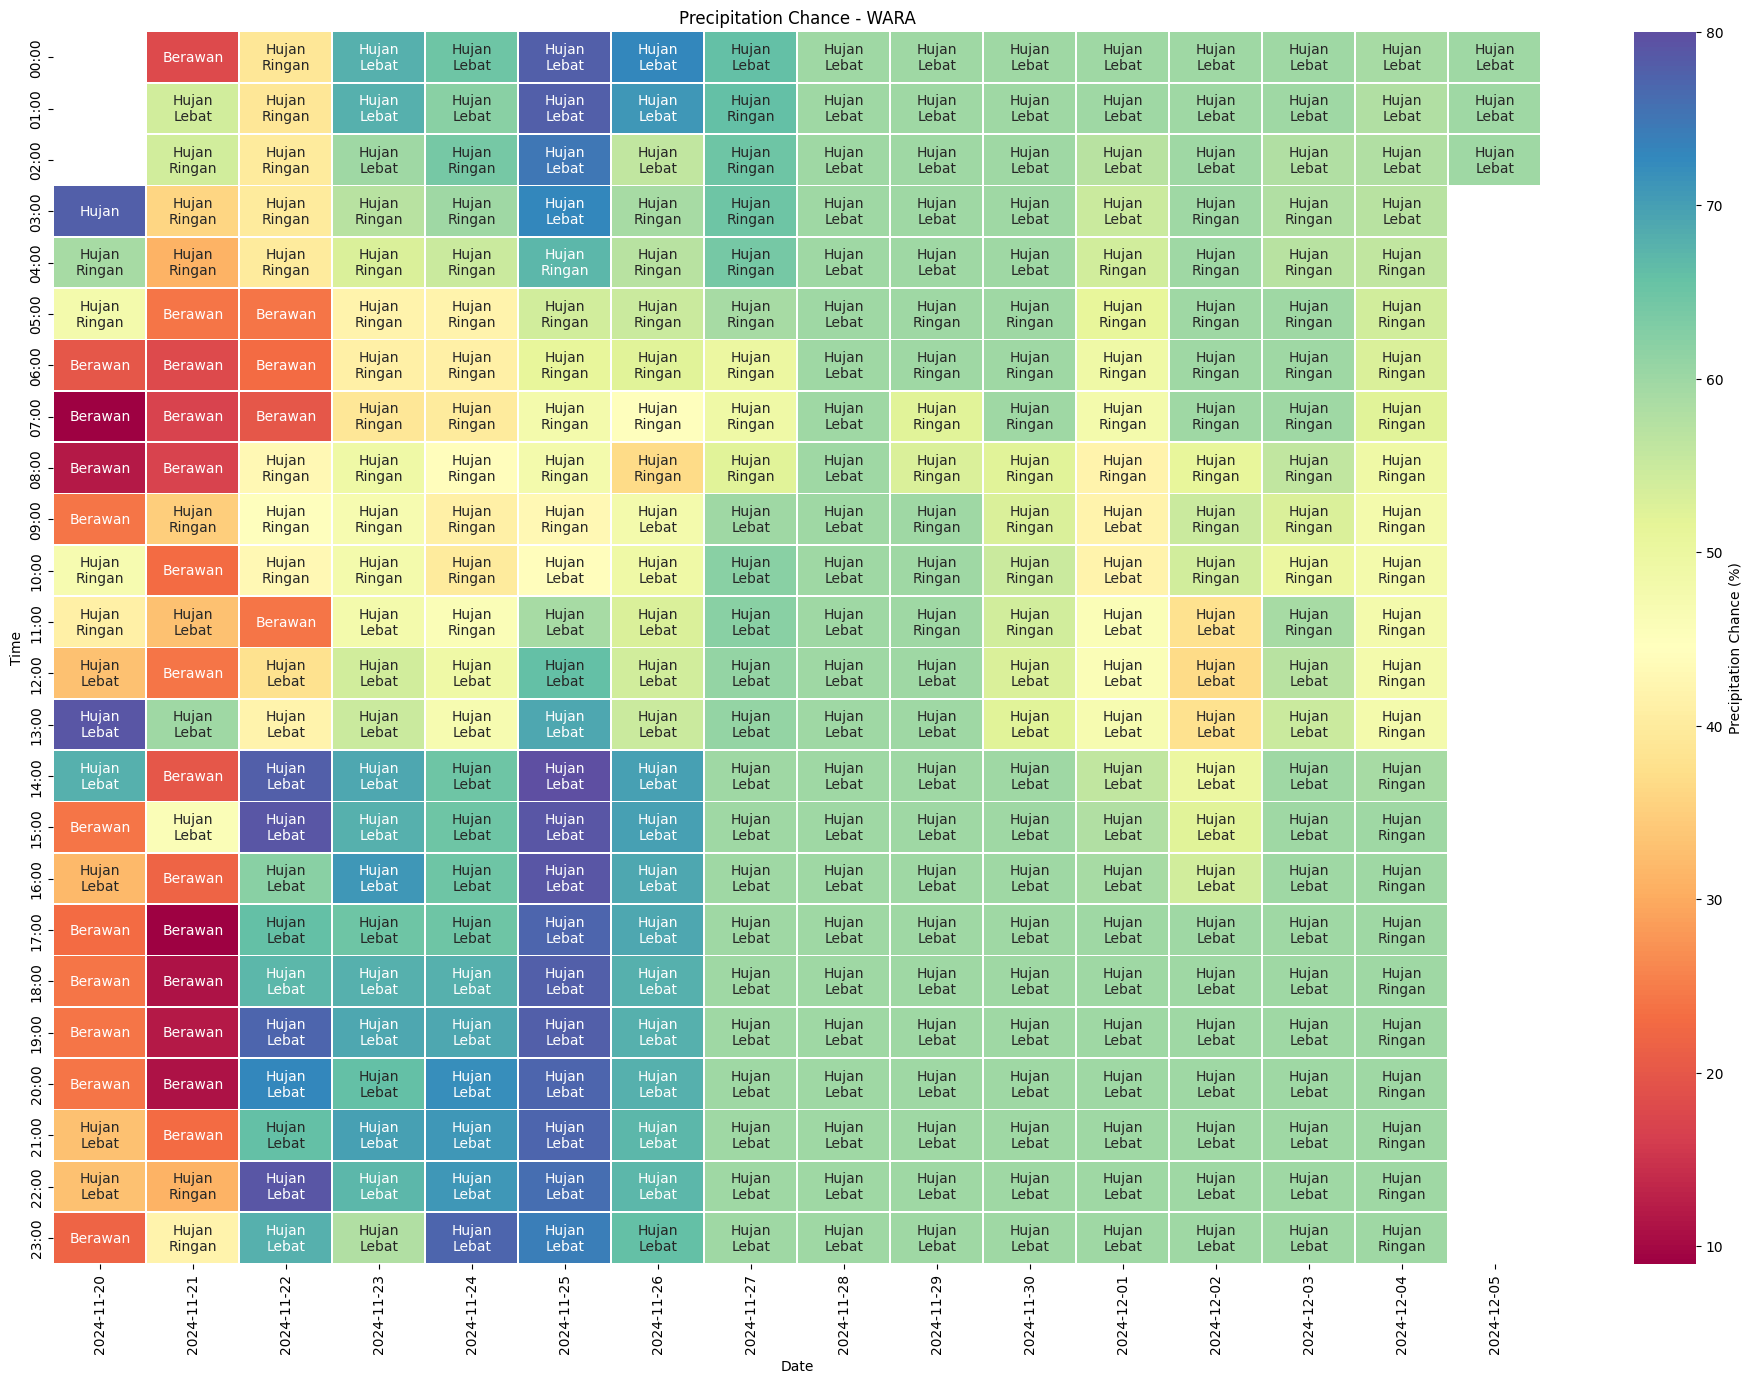 Precipitation Chance - WARA
00:00 Berawan Hujan Ringan Hujan Lebat Hujan Lebat Hujan Lebat Hujan Lebat Hujan Lebat Hujan Lebat Hujan Lebat Hujan Lebat Hujan Lebat Hujan Lebat Hujan Lebat Hujan Lebat Hujan Lebat
01:00 Hujan Lebat Hujan Ringan Hujan Lebat Hujan Lebat Hujan Lebat Hujan Lebat Hujan Ringan Hujan Lebat Hujan Lebat Hujan Lebat Hujan Lebat Hujan Lebat Hujan Lebat Hujan Lebat Hujan Lebat
02:00 Hujan Ringan Hujan Ringan Hujan Lebat Hujan Ringan Hujan Lebat Hujan Lebat Hujan Ringan Hujan Lebat Hujan Lebat Hujan Lebat Hujan Lebat Hujan Lebat Hujan Lebat Hujan Lebat Hujan Lebat
03:00 Hujan Hujan Ringan Hujan Ringan Hujan Ringan Hujan Ringan Hujan Lebat Hujan Ringan Hujan Ringan Hujan Lebat Hujan Lebat Hujan Lebat Hujan Lebat Hujan Ringan Hujan Ringan Hujan Lebat
04:00 Hujan Ringan Hujan Ringan Hujan Ringan Hujan Ringan Hujan Ringan Hujan Ringan Hujan Ringan Hujan Ringan Hujan Lebat Hujan Lebat Hujan Lebat Hujan Ringan Hujan Ringan Hujan Ringan Hujan Ringan
05:00 Hujan Ringan Berawan Berawan Hujan Ringan Hujan Ringan Hujan Ringan Hujan Ringan Hujan Ringan Hujan Lebat Hujan Ringan Hujan Ringan Hujan Ringan Hujan Ringan Hujan Ringan Hujan Ringan
06:00 Berawan Berawan Berawan Hujan Ringan Hujan Ringan Hujan Ringan Hujan Ringan Hujan Ringan Hujan Lebat Hujan Ringan Hujan Ringan Hujan Ringan Hujan Ringan Hujan Ringan Hujan Ringan
07:00 Berawan Berawan Berawan Hujan Ringan Hujan Ringan Hujan Ringan Hujan Ringan Hujan Ringan Hujan Lebat Hujan Ringan Hujan Ringan Hujan Ringan Hujan Ringan Hujan Ringan Hujan Ringan
08:00 Berawan Berawan Hujan Ringan Hujan Ringan Hujan Ringan Hujan Ringan Hujan Ringan Hujan Ringan Hujan Lebat Hujan Ringan Hujan Ringan Hujan Ringan Hujan Ringan Hujan Ringan Hujan Ringan
09:00 Berawan Hujan Ringan Hujan Ringan Hujan Ringan Hujan Ringan Hujan Ringan Hujan Lebat Hujan Lebat Hujan Lebat Hujan Ringan Hujan Ringan Hujan Lebat Hujan Ringan Hujan Ringan Hujan Ringan
10:00 Hujan Ringan Berawan Hujan Ringan Hujan Ringan Hujan Ringan Hujan Lebat Hujan Lebat Hujan Lebat Hujan Lebat Hujan Ringan Hujan Ringan Hujan Lebat Hujan Ringan Hujan Ringan Hujan Ringan
11:00 Hujan Ringan Hujan Lebat Berawan Hujan Lebat Hujan Ringan Hujan Lebat Hujan Lebat Hujan Lebat Hujan Lebat Hujan Ringan Hujan Ringan Hujan Lebat Hujan Lebat Hujan Ringan Hujan Ringan
12:00 Hujan Lebat Berawan Hujan Lebat Hujan Lebat Hujan Lebat Hujan Lebat Hujan Lebat Hujan Lebat Hujan Lebat Hujan Lebat Hujan Lebat Hujan Lebat Hujan Lebat Hujan Lebat Hujan Ringan
13:00 Hujan Lebat Hujan Lebat Hujan Lebat Hujan Lebat Hujan Lebat Hujan Lebat Hujan Lebat Hujan Lebat Hujan Lebat Hujan Lebat Hujan Lebat Hujan Lebat Hujan Lebat Hujan Lebat Hujan Ringan
14:00 Hujan Lebat Berawan Hujan Lebat Hujan Lebat Hujan Lebat Hujan Lebat Hujan Lebat Hujan Lebat Hujan Lebat Hujan Lebat Hujan Lebat Hujan Lebat Hujan Lebat Hujan Lebat Hujan Ringan
15:00 Berawan Hujan Lebat Hujan Lebat Hujan Lebat Hujan Lebat Hujan Lebat Hujan Lebat Hujan Lebat Hujan Lebat Hujan Lebat Hujan Lebat Hujan Lebat Hujan Lebat Hujan Lebat Hujan Ringan
16:00 Hujan Lebat Berawan Hujan Lebat Hujan Lebat Hujan Lebat Hujan Lebat Hujan Lebat Hujan Lebat Hujan Lebat Hujan Lebat Hujan Lebat Hujan Lebat Hujan Lebat Hujan Lebat Hujan Ringan
17:00 Berawan Berawan Hujan Lebat Hujan Lebat Hujan Lebat Hujan Lebat Hujan Lebat Hujan Lebat Hujan Lebat Hujan Lebat Hujan Lebat Hujan Lebat Hujan Lebat Hujan Lebat Hujan Ringan
18:00 Berawan Berawan Hujan Lebat Hujan Lebat Hujan Lebat Hujan Lebat Hujan Lebat Hujan Lebat Hujan Lebat Hujan Lebat Hujan Lebat Hujan Lebat Hujan Lebat Hujan Lebat Hujan Ringan
19:00 Berawan Berawan Hujan Lebat Hujan Lebat Hujan Lebat Hujan Lebat Hujan Lebat Hujan Lebat Hujan Lebat Hujan Lebat Hujan Lebat Hujan Lebat Hujan Lebat Hujan Lebat Hujan Ringan
20:00 Berawan Berawan Hujan Lebat Hujan Lebat Hujan Lebat Hujan Lebat Hujan Lebat Hujan Lebat Hujan Lebat Hujan Lebat Hujan Lebat Hujan Lebat Hujan Lebat Hujan Lebat Hujan Ringan
21:00 Hujan Lebat Berawan Hujan Lebat Hujan Lebat Hujan Lebat Hujan Lebat Hujan Lebat Hujan Lebat Hujan Lebat Hujan Lebat Hujan Lebat Hujan Lebat Hujan Lebat Hujan Lebat Hujan Ringan
22:00 Hujan Lebat Hujan Ringan Hujan Lebat Hujan Lebat Hujan Lebat Hujan Lebat Hujan Lebat Hujan Lebat Hujan Lebat Hujan Lebat Hujan Lebat Hujan Lebat Hujan Lebat Hujan Lebat Hujan Ringan
23:00 Berawan Hujan Ringan Hujan Lebat Hujan Lebat Hujan Lebat Hujan Lebat Hujan Lebat Hujan Lebat Hujan Lebat Hujan Lebat Hujan Lebat Hujan Lebat Hujan Lebat Hujan Lebat Hujan Ringan
Time
2024-11-20 2024-11-21 2024-11-22 2024-11-23 2024-11-24 2024-11-25 2024-11-26 2024-11-27 2024-11-28 2024-11-29 2024-11-30 2024-12-01 2024-12-02 2024-12-03 2024-12-04 2024-12-05
Date
80
70
60
50
40
30
20
10
Precipitation Chance (%)